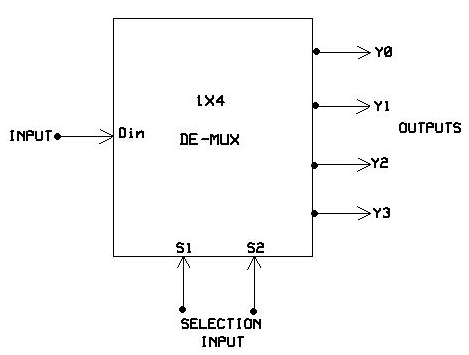 Y0
1X4
Y1
OUTPUTS
INPUT
Din
DE-MUX
Y2
Y3
S1
S2
SELECTION
INPUT